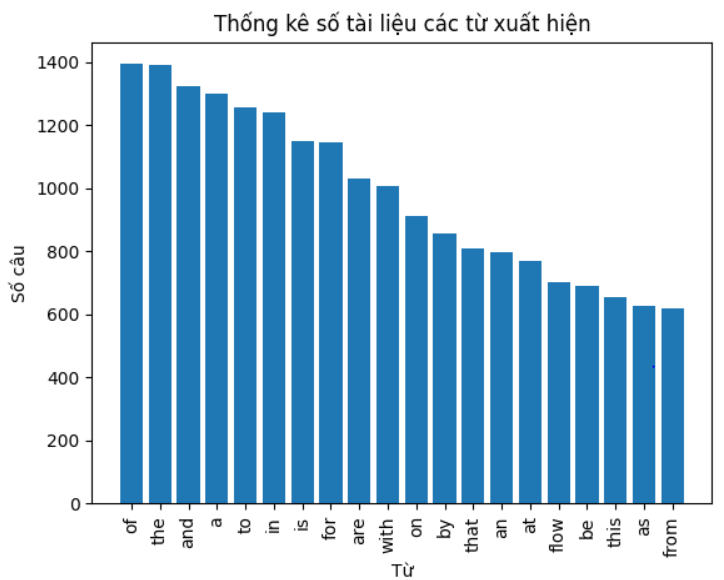 Thống kê số tài liệu các từ xuất hiện
1400
1200
1000
800
600
400
200
0
Số câu
of
the
and
a
to
in
is
for
are
with
on
by
that
an
at
flow
be
this
as
from
Từ